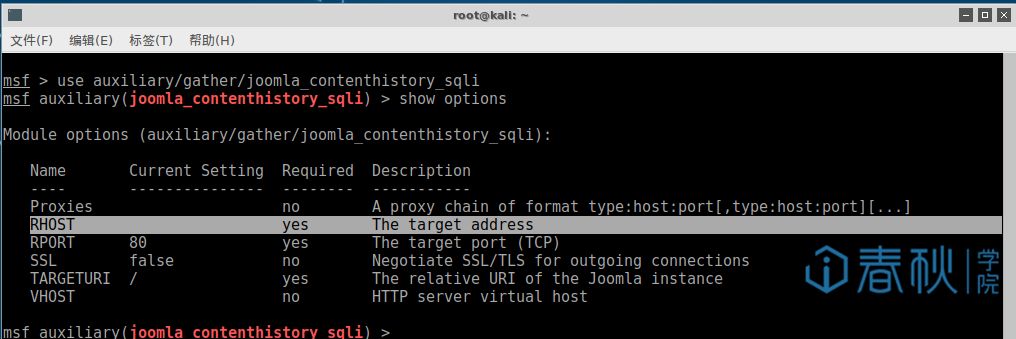 root@kali: ~
文件(F) 编辑(E) 标签(T) 帮助(H)
msf > use auxiliary/gather/joomla_contenthistory_sqli
msf auxiliary(joomla_contenthistory_sqli) > show options
Module options (auxiliary/gather/joomla_contenthistory_sqli):
Name Current Setting Required Description
---- --------------- -------- -----------
Proxies no A proxy chain of format type:host:port[,type:host:port][...]
RHOST yes The target address
RPORT 80 yes The target port (TCP)
SSL false no Negotiate SSL/TLS for outgoing connections
TARGETURI / yes The relative URI of the Joomla instance
VHOST no HTTP server virtual host
春秋 学院
msf auxiliary(joomla_contenthistory_sqli) >